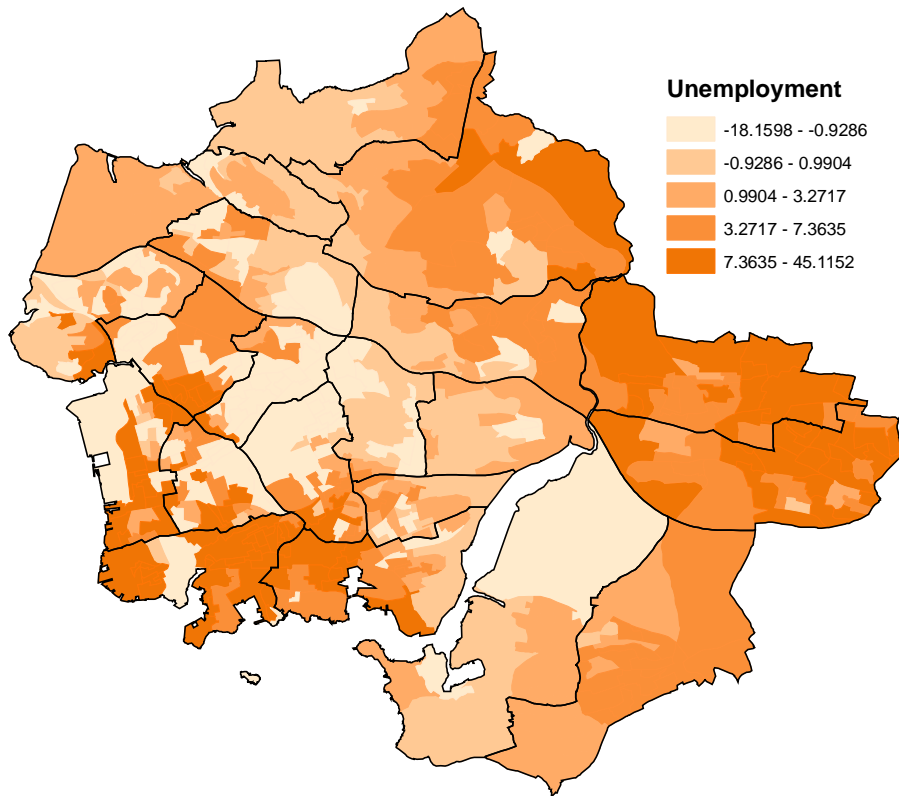 Unemployment
-18.1598 - -0.9286
-0.9286 - 0.9904
0.9904 - 3.2717
3.2717 - 7.3635
7.3635 - 45.1152